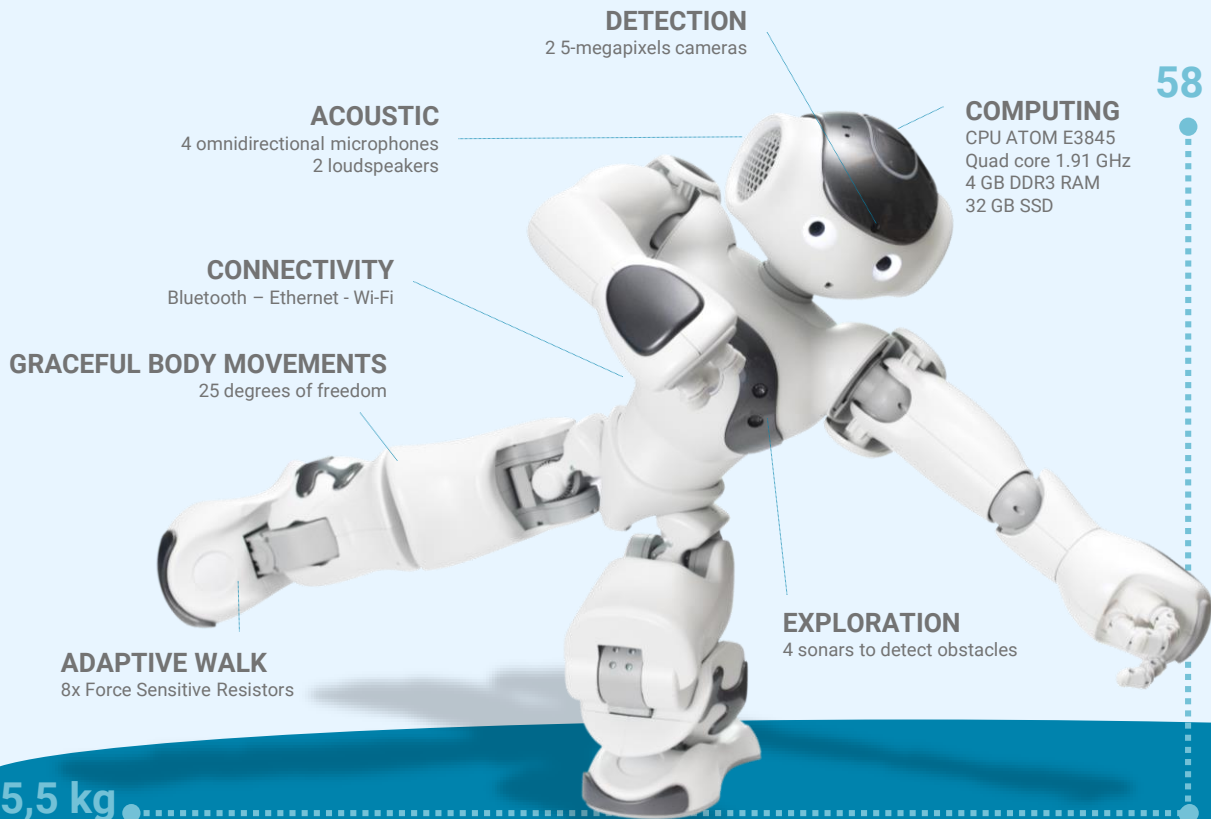 DETECTION
2 5-megapixels cameras
58
ACOUSTIC
4 omnidirectional microphones
2 loudspeakers
COMPUTING
CPU ATOM E3845
Quad core 1.91 GHz
4 GB DDR3 RAM
32 GB SSD
CONNECTIVITY
Bluetooth – Ethernet - Wi-Fi
GRACEFUL BODY MOVEMENTS
25 degrees of freedom
EXPLORATION
4 sonars to detect obstacles
ADAPTIVE WALK
8x Force Sensitive Resistors
5,5 kg